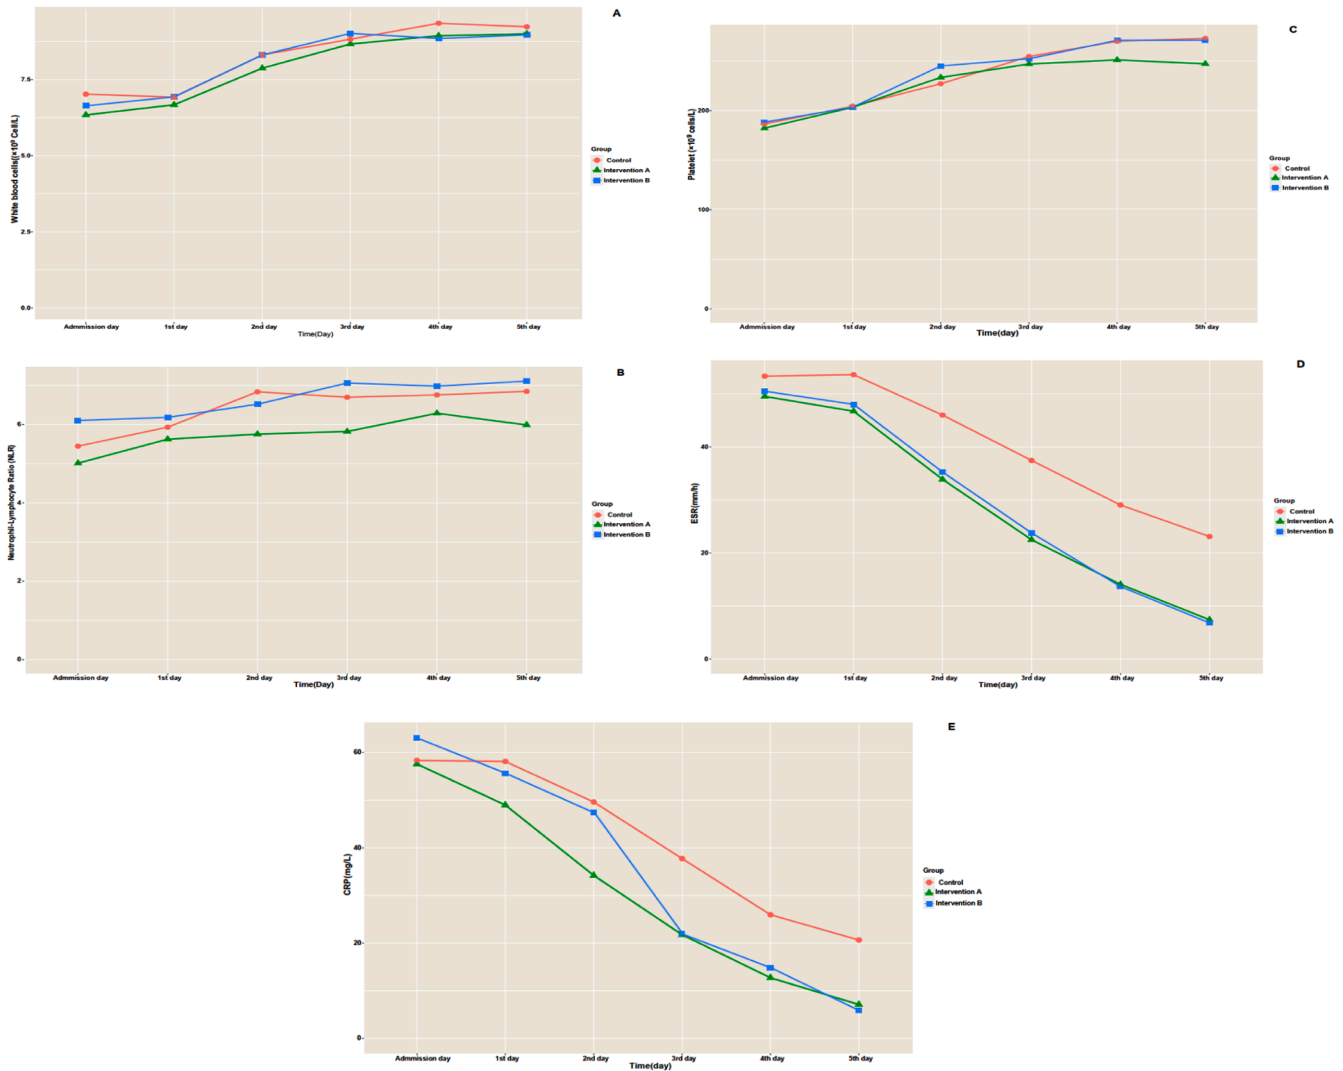 A
White blood cells((×10⁹ Cell/L)
7.5-
5.0-
2.5-
0.0-
Admmission day 1st day 2nd day 3rd day 4th day 5th day
Time(Day)
Group
Control
Intervention A
Intervention B
C
Platelet (×10⁹ cells/L)
200-
100-
0-
Admmission day 1st day 2nd day 3rd day 4th day 5th day
Time(day)
Group
Control
Intervention A
Intervention B
B
Neutrophil-Lymphocyte Ratio (NLR)
6-
4-
2-
0-
Admmission day 1st day 2nd day 3rd day 4th day 5th day
Time(Day)
Group
Control
Intervention A
Intervention B
D
ESR(mm/h)
40-
20-
0-
Admmission day 1st day 2nd day 3rd day 4th day 5th day
Time(day)
Group
Control
Intervention A
Intervention B
E
CRP(mg/L)
60-
40-
20-
0-
Admmission day 1st day 2nd day 3rd day 4th day 5th day
Time(day)
Group
Control
Intervention A
Intervention B